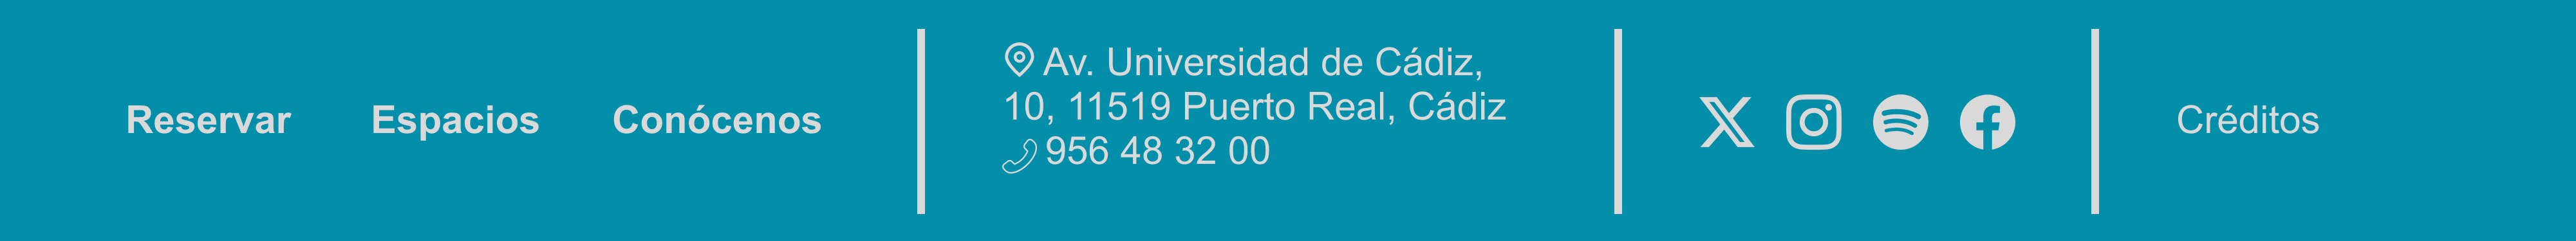 Reservar Espacios Conócenos
Av. Universidad de Cádiz,
10, 11519 Puerto Real, Cádiz
956 48 32 00
Créditos